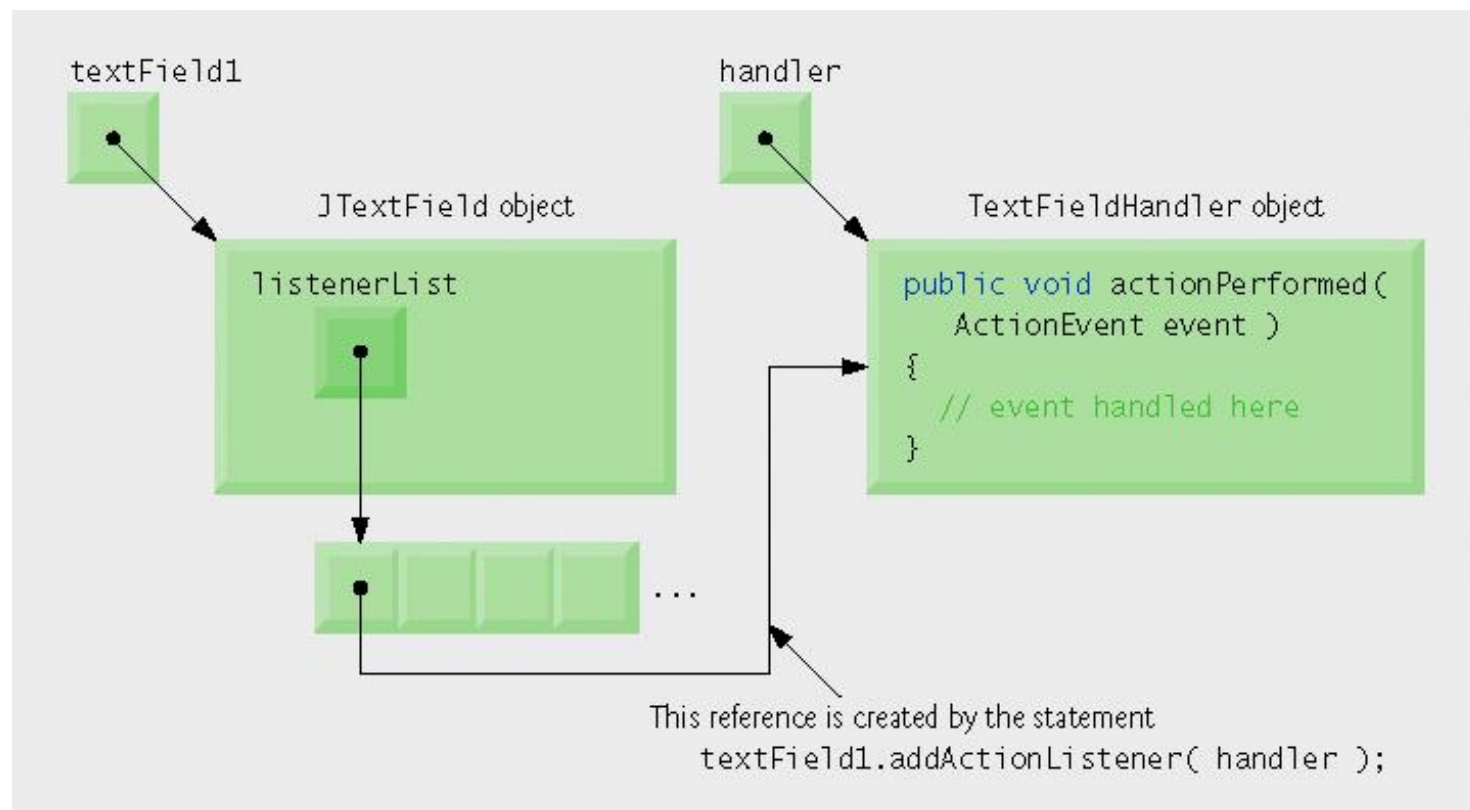 textField1
handler
JTextField object
TextFieldHandler object
listenerList
public void actionPerformed(
ActionEvent event )
{
// event handled here
}
...
This reference is created by the statement
textField1.addActionListener( handler );